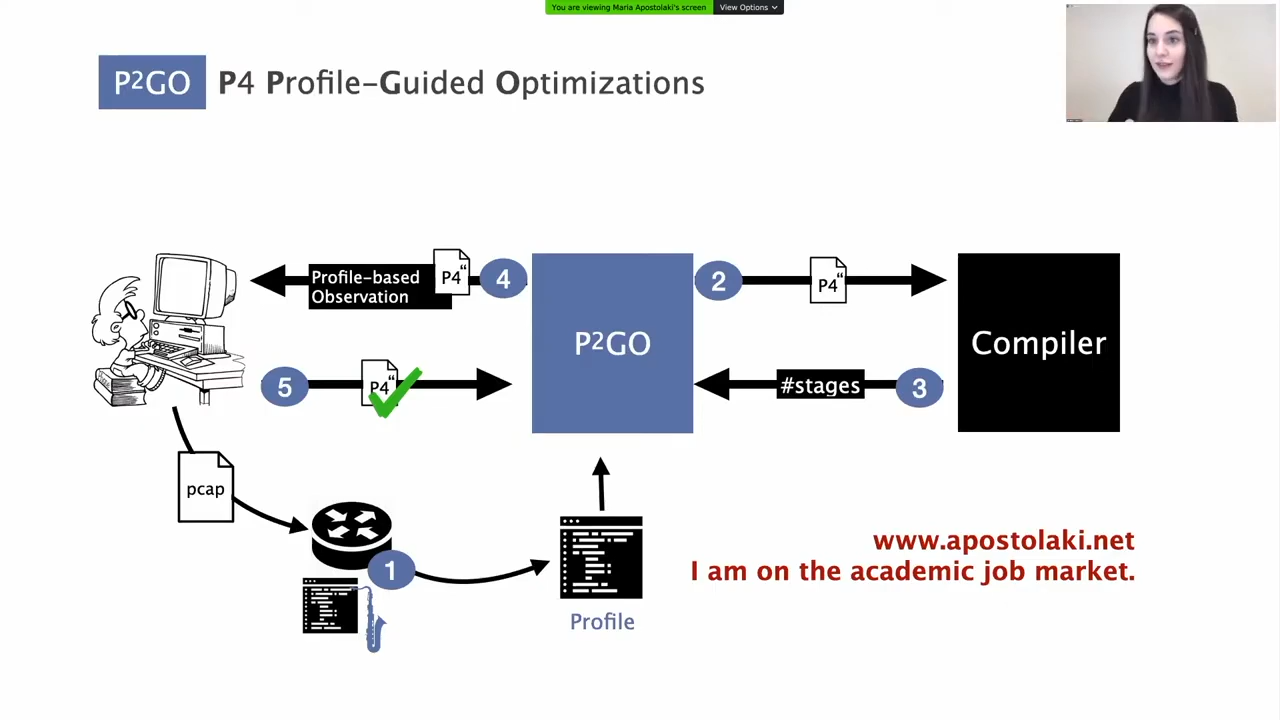 You are viewing Maria Apostolaki's screen
View Options
P²GO P4 Profile-Guided Optimizations
Profile-based
Observation
P4“
4
2
P4“
P²GO
Compiler
5
P4“
#stages
3
pcap
1
Profile
www.apostolaki.net
I am on the academic job market.